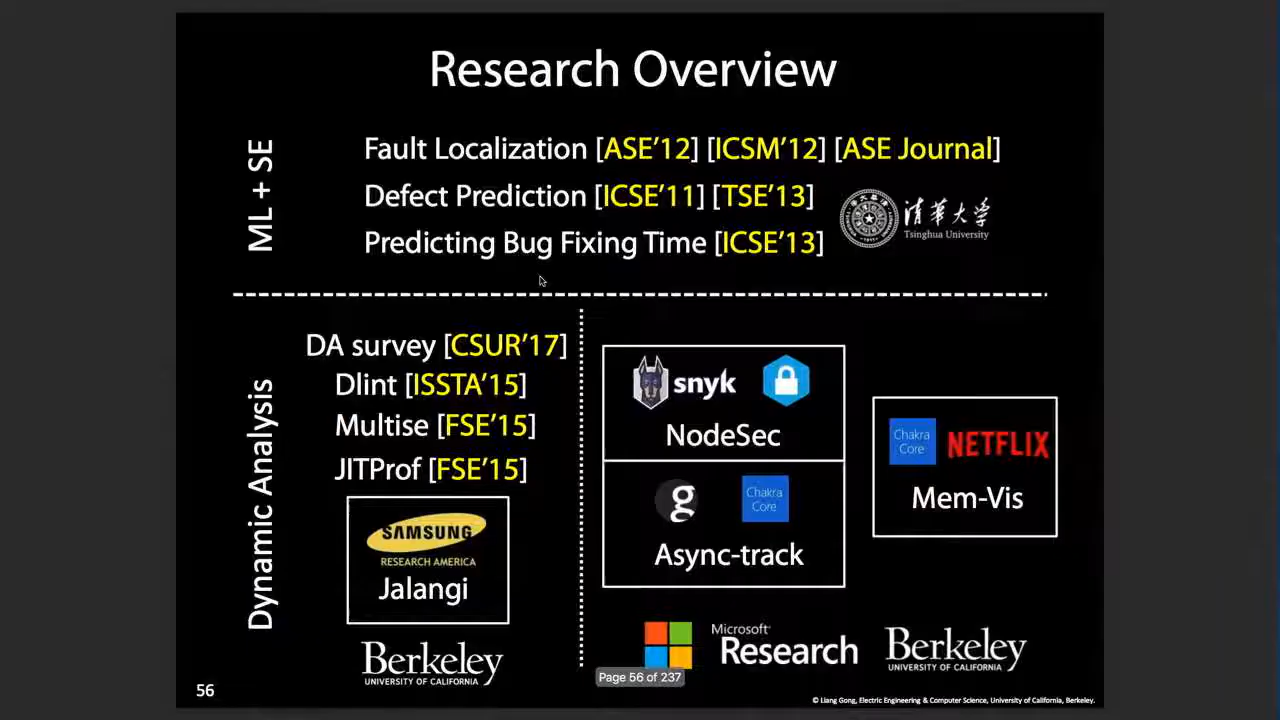 Research Overview
ML + SE
Fault Localization [ASE’12] [ICSM’12] [ASE Journal]
Defect Prediction [ICSE’11] [TSE’13]
Predicting Bug Fixing Time [ICSE’13]
清華大学
Tsinghua University
Dynamic Analysis
DA survey [CSUR’17]
Dlint [ISSTA’15]
Multise [FSE’15]
JITProf [FSE’15]
SAMSUNG
RESEARCH AMERICA
Jalangi
Berkeley
UNIVERSITY OF CALIFORNIA
snyk
NodeSec
g
Chakra
Core
Async-track
Chakra
Core
NETFLIX
Mem-Vis
Microsoft
Research
Berkeley
UNIVERSITY OF CALIFORNIA
Page 56 of 237
56
© Liang Gong, Electric Engineering & Computer Science, University of California, Berkeley.